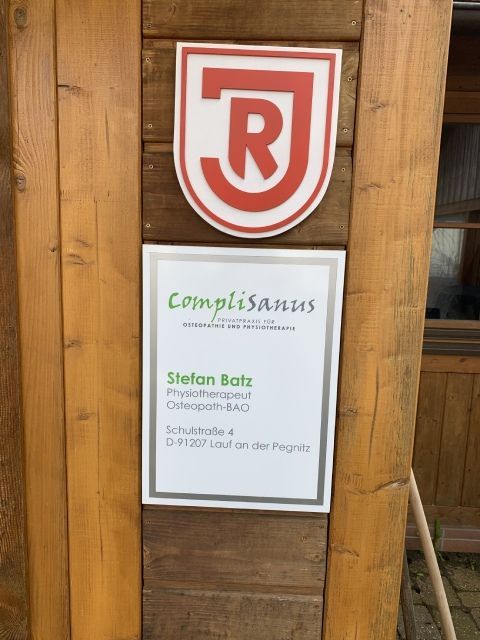 JR
CompliSanus
PRIVATPRAXIS FÜR
OSTEOPATHIE UND PHYSIOTHERAPIE
Stefan Batz
Physiotherapeut
Osteopath-BAO
Schulstraße 4
D-91207 Lauf an der Pegnitz